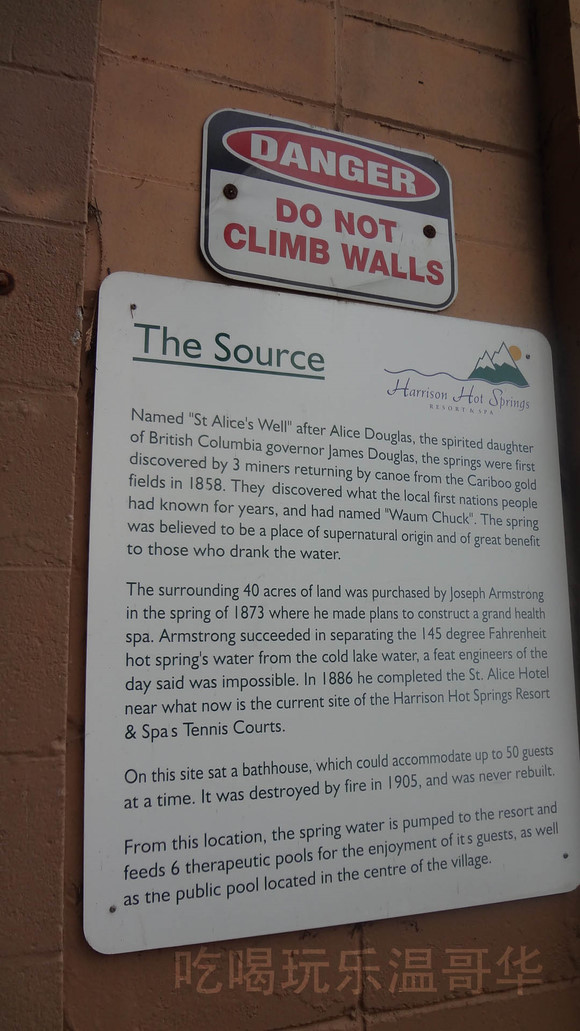 DANGER
DO NOT
CLIMB WALLS
The Source
Harrison Hot Springs
RESORT & SPA
Named "St Alice's Well" after Alice Douglas, the spirited daughter
of British Columbia governor James Douglas, the springs were first
discovered by 3 miners returning by canoe from the Cariboo gold
fields in 1858. They discovered what the local first nations people
had known for years, and had named "Waum Chuck". The spring
was believed to be a place of supernatural origin and of great benefit
to those who drank the water.
The surrounding 40 acres of land was purchased by Joseph Armstrong
in the spring of 1873 where he made plans to construct a grand health
spa. Armstrong succeeded in separating the 145 degree Fahrenheit
hot spring's water from the cold lake water, a feat engineers of the
day said was impossible. In 1886 he completed the St. Alice Hotel
near what now is the current site of the Harrison Hot Springs Resort
& Spa s Tennis Courts.
On this site sat a bathhouse, which could accommodate up to 50 guests
at a time. It was destroyed by fire in 1905, and was never rebuilt.
From this location, the spring water is pumped to the resort and
feeds 6 therapeutic pools for the enjoyment of it s guests, as well
as the public pool located in the centre of the village.
吃喝玩乐温哥华